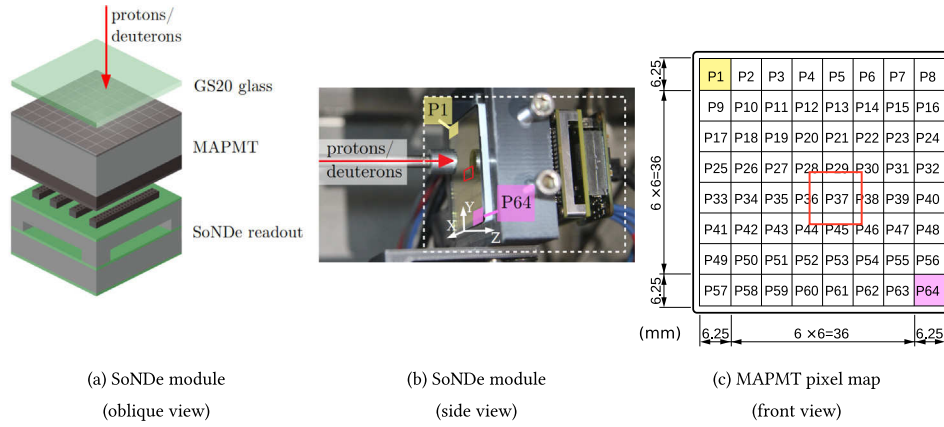 protons/
deuterons
GS20 glass
MAPMT
SoNDe readout
(a) SoNDe module
(oblique view)
P1
protons/
deuterons
P64
Y
X
Z
(b) SoNDe module
(side view)
6.25
6 ×6=36
6.25
P1 P2 P3 P4 P5 P6 P7 P8
P9 P10 P11 P12 P13 P14 P15 P16
P17 P18 P19 P20 P21 P22 P23 P24
P25 P26 P27 P28 P29 P30 P31 P32
P33 P34 P35 P36 P37 P38 P39 P40
P41 P42 P43 P44 P45 P46 P47 P48
P49 P50 P51 P52 P53 P54 P55 P56
P57 P58 P59 P60 P61 P62 P63 P64
(mm) 6.25 6 ×6=36 6.25
(c) MAPMT pixel map
(front view)